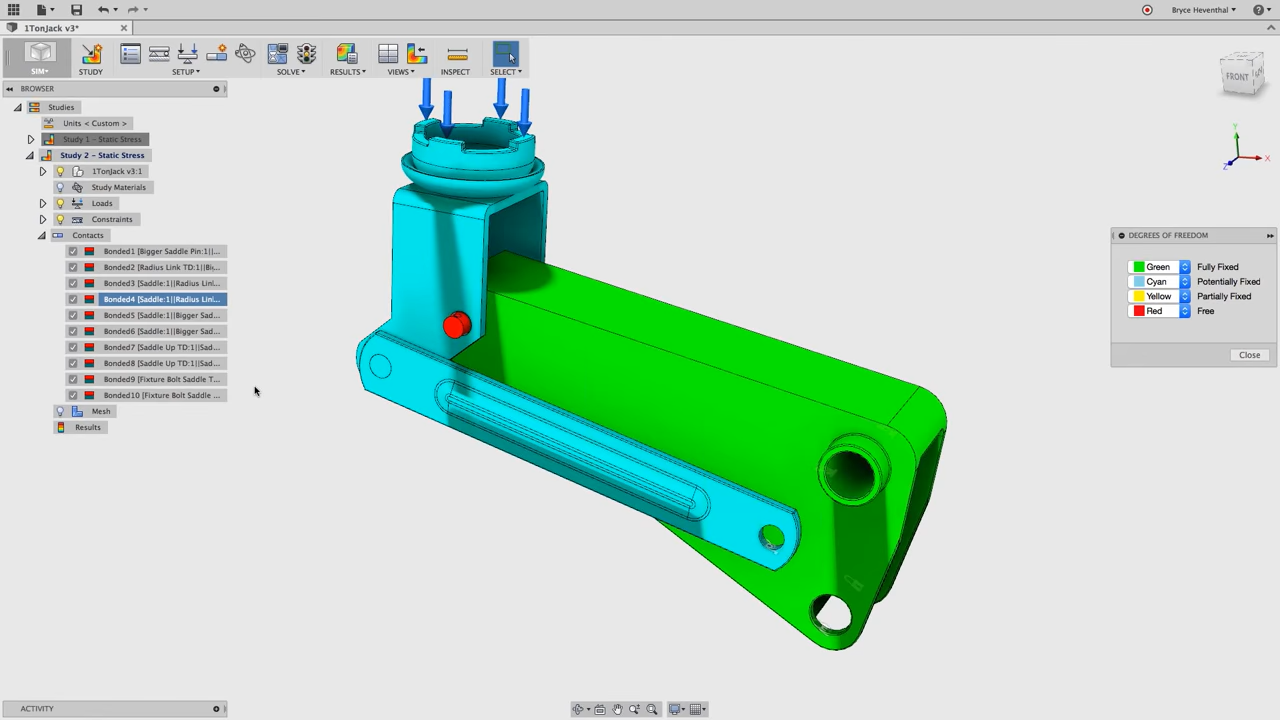 Bryce Heventhal
1TonJack v3*
SIM
STUDY
SETUP
SOLVE
RESULTS
VIEWS
INSPECT
SELECT
BROWSER
Studies
Units < Custom >
Study 1 - Static Stress
Study 2 - Static Stress
1TonJack v3:1
Study Materials
Loads
Constraints
Contacts
Bonded1 [Bigger Saddle Pin:1||...
Bonded2 [Radius Link TD:1||Bi...
Bonded3 [Saddle:1||Radius Lin...
Bonded4 [Saddle:1||Radius Lin...
Bonded5 [Saddle:1||Bigger Sad...
Bonded6 [Saddle:1||Bigger Sad...
Bonded7 [Saddle Up TD:1||Sad...
Bonded8 [Saddle Up TD:1||Sad...
Bonded9 [Fixture Bolt Saddle T...
Bonded10 [Fixture Bolt Saddle ...
Mesh
Results
FRONT
Y
X
Z
DEGREES OF FREEDOM
Green Fully Fixed
Cyan Potentially Fixed
Yellow Partially Fixed
Red Free
Close
ACTIVITY